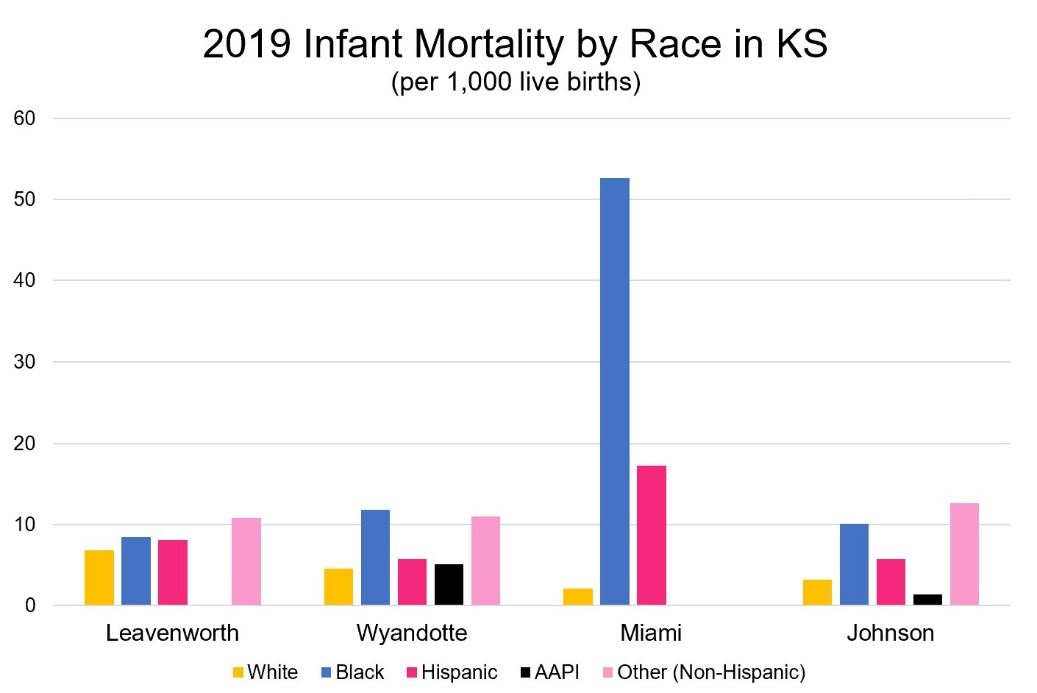 2019 Infant Mortality by Race in KS
(per 1,000 live births)
60
50
40
30
20
10
0
Leavenworth Wyandotte Miami Johnson
White Black Hispanic AAPI Other (Non-Hispanic)